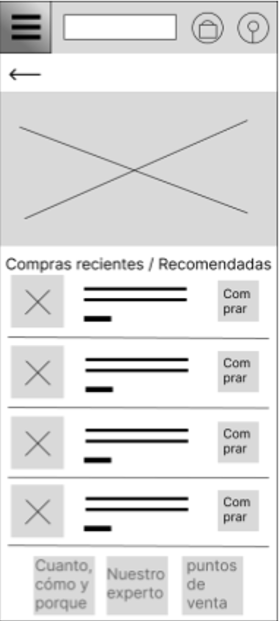 Compras recientes / Recomendadas
Com
prar
Com
prar
Com
prar
Com
prar
Cuanto,
cómo y
porque
Nuestro
experto
puntos
de
venta